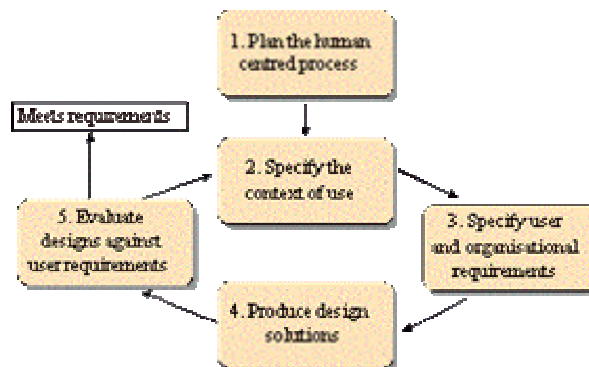 1. Plan the human
centred process
Meets requirements
2. Specify the
context of use
3. Specify user
and organisational
requirements
4. Produce design
solutions
5. Evaluate
designs against
user requirements